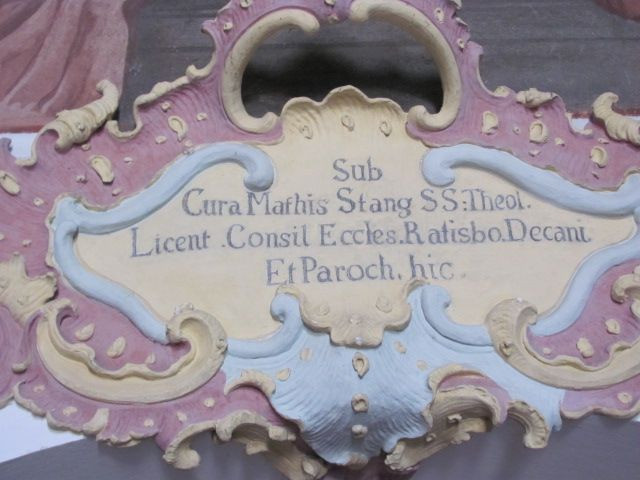 Sub
Cura Mathis Stang SS: Theol.
Licent. Consil Eccles. Ratisbo. Decani
Et Paroch. hic.